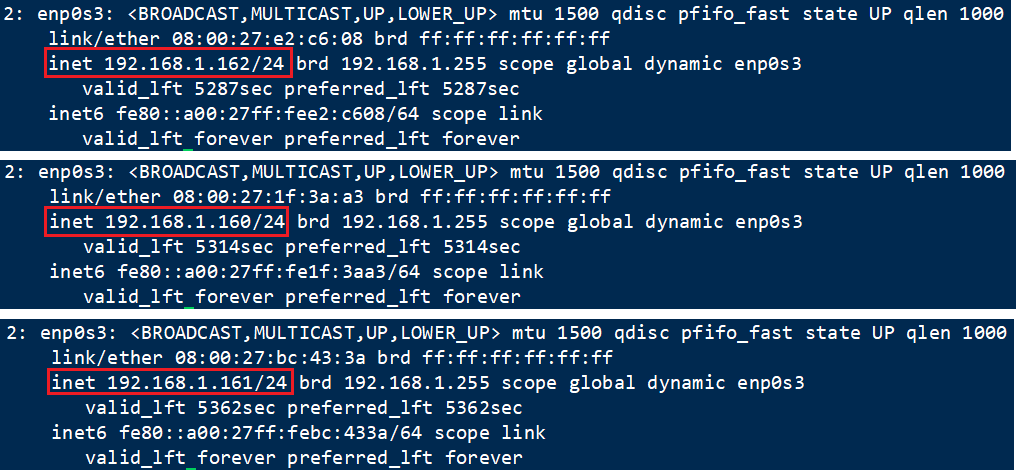 2: enp0s3: <BROADCAST,MULTICAST,UP,LOWER_UP> mtu 1500 qdisc pfifo_fast state UP qlen 1000
link/ether 08:00:27:e2:c6:08 brd ff:ff:ff:ff:ff:ff
inet 192.168.1.162/24 brd 192.168.1.255 scope global dynamic enp0s3
valid_lft 5287sec preferred_lft 5287sec
inet6 fe80::a00:27ff:fee2:c608/64 scope link
valid_lft forever preferred_lft forever
2: enp0s3: <BROADCAST,MULTICAST,UP,LOWER_UP> mtu 1500 qdisc pfifo_fast state UP qlen 1000
link/ether 08:00:27:1f:3a:a3 brd ff:ff:ff:ff:ff:ff
inet 192.168.1.160/24 brd 192.168.1.255 scope global dynamic enp0s3
valid_lft 5314sec preferred_lft 5314sec
inet6 fe80::a00:27ff:fe1f:3aa3/64 scope link
valid_lft forever preferred_lft forever
2: enp0s3: <BROADCAST,MULTICAST,UP,LOWER_UP> mtu 1500 qdisc pfifo_fast state UP qlen 1000
link/ether 08:00:27:bc:43:3a brd ff:ff:ff:ff:ff:ff
inet 192.168.1.161/24 brd 192.168.1.255 scope global dynamic enp0s3
valid_lft 5362sec preferred_lft 5362sec
inet6 fe80::a00:27ff:febc:433a/64 scope link
valid_lft forever preferred_lft forever